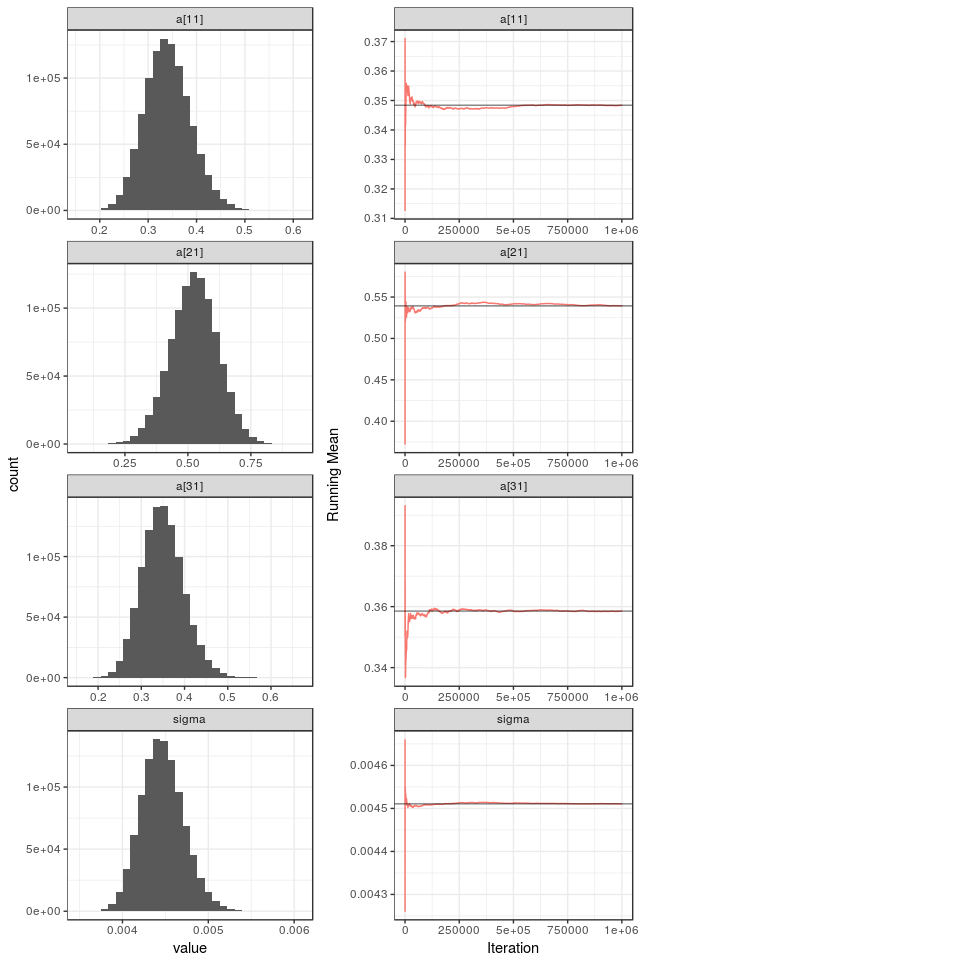 a[11]
1e+05
5e+04
0e+00
0.2 0.3 0.4 0.5 0.6
a[21]
1e+05
5e+04
0e+00
0.25 0.50 0.75
a[31]
1e+05
5e+04
0e+00
0.2 0.3 0.4 0.5 0.6
sigma
1e+05
5e+04
0e+00
0.004 0.005 0.006
count
value
a[11]
0.37
0.36
0.35
0.34
0.33
0.32
0.31
0 250000 5e+05 750000 1e+06
a[21]
0.55
0.50
0.45
0.40
0 250000 5e+05 750000 1e+06
a[31]
0.38
0.36
0.34
0 250000 5e+05 750000 1e+06
sigma
0.0046
0.0045
0.0044
0.0043
0 250000 5e+05 750000 1e+06
Running Mean
Iteration